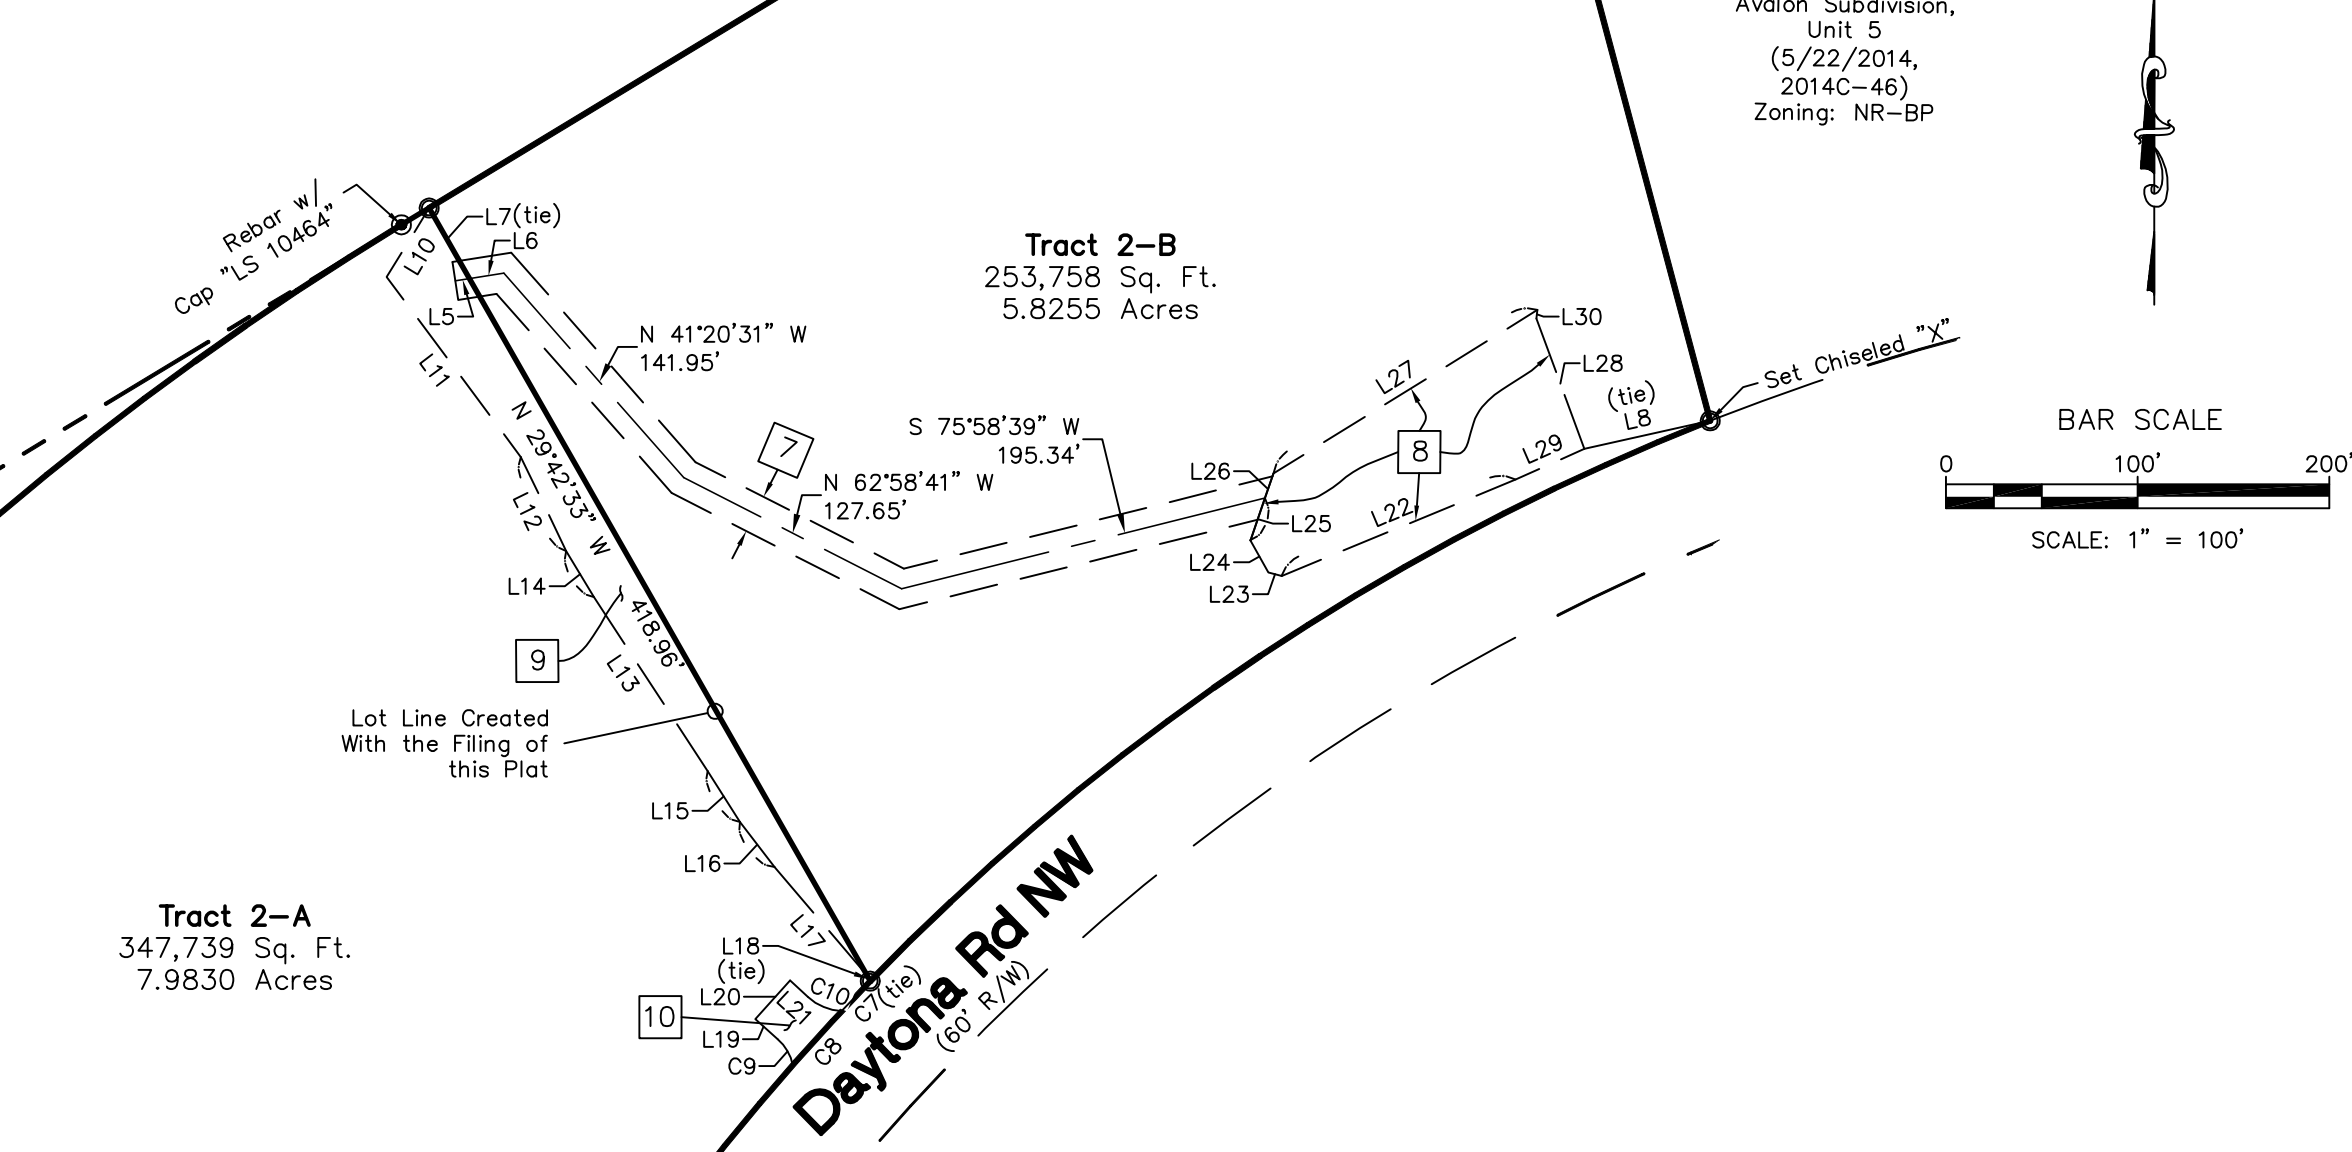 Avalon Subdivision,
Unit 5
(5/22/2014,
2014C-46)
Zoning: NR-BP
Rebar w/
Cap "LS 10464"
L10
L7(tie)
L6
L5
L11
Tract 2-B
253,758 Sq. Ft.
5.8255 Acres
N 41°20'31" W
141.95'
7
N 62°58'41" W
127.65'
S 75°58'39" W
195.34'
L27
L30
L28
(tie)
L8
Set Chiseled "X"
8
L26
L25
L24
L23
L22
L29
BAR SCALE
0
100'
200'
SCALE: 1" = 100'
N 29°42'33" W
418.96'
L12
L14
9
L13
Lot Line Created
With the Filing of
this Plat
L15
L16
L17
L18
(tie)
L20
L21
10
L19
C9
C10
C7(tie)
C8
Tract 2-A
347,739 Sq. Ft.
7.9830 Acres
Daytona Rd NW
(60' R/W)